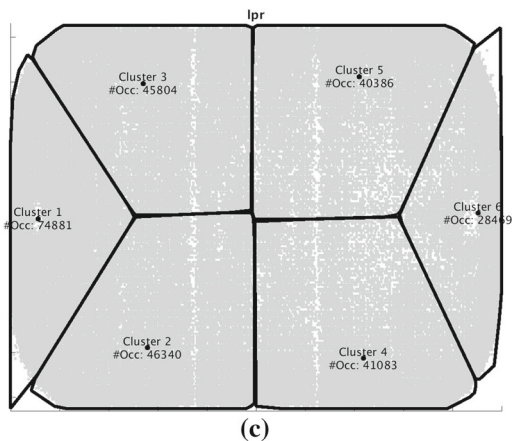 lpr
Cluster 3
#Occ: 45804
Cluster 5
#Occ: 40386
Cluster 1
#Occ: 74881
Cluster 6
#Occ: 28469
Cluster 2
#Occ: 46340
Cluster 4
#Occ: 41083
(c)